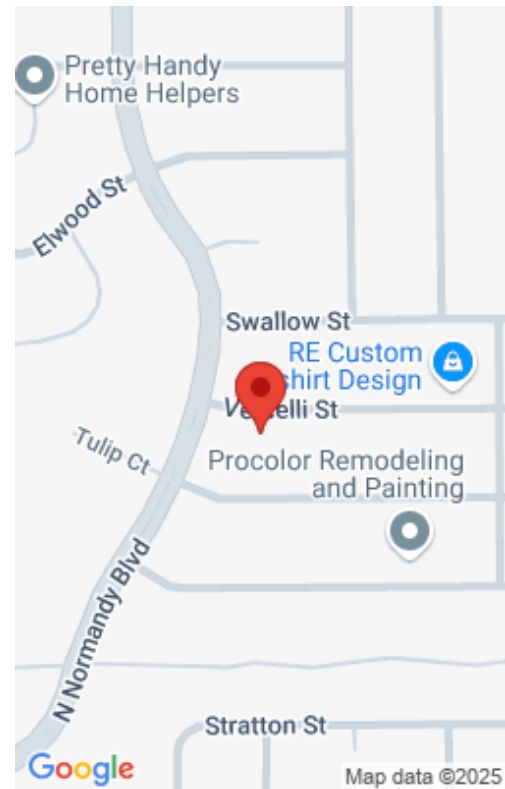 Pretty Handy
Home Helpers
Elwood St
Swallow St
RE Custom
shirt Design
St
Tulip Ct
Procolor Remodeling
and Painting
N Normandy Blvd
Stratton St
Google
Map data ©2025